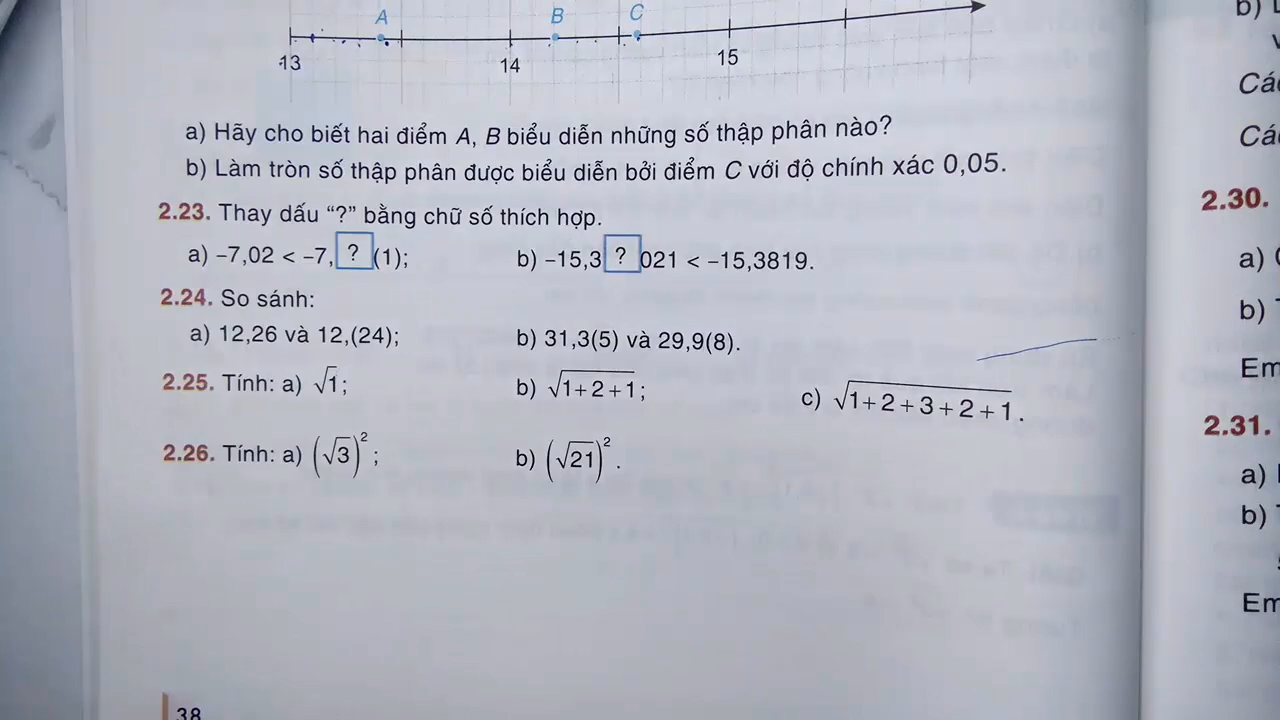 A B C
13 14 15
a) Hãy cho biết hai điểm A, B biểu diễn những số thập phân nào?
b) Làm tròn số thập phân được biểu diễn bởi điểm C với độ chính xác 0,05.
2.23. Thay dấu “?” bằng chữ số thích hợp.
a) –7,02 < –7, ? (1); b) –15,3 ? 021 < –15,3819.
2.24. So sánh:
a) 12,26 và 12,(24); b) 31,3(5) và 29,9(8).
2.25. Tính: a) √1; b) √(1+2+1); c) √(1+2+3+2+1).
2.26. Tính: a) (√3)²; b) (√21)².
38
b)
Cá
Cá
2.30.
a)
b)
Em
2.31.
a)
b)
Em